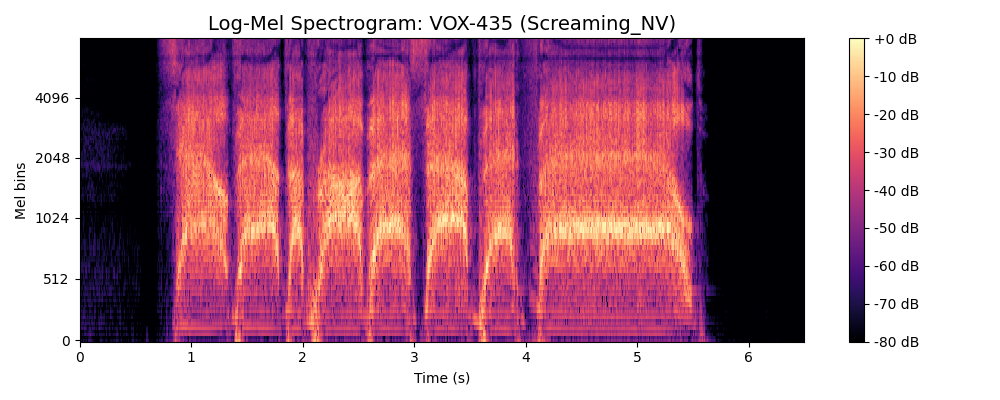 Log-Mel Spectrogram: VOX-435 (Screaming_NV)
Mel bins
4096
2048
1024
512
0
0 1 2 3 4 5 6
Time (s)
+0 dB
-10 dB
-20 dB
-30 dB
-40 dB
-50 dB
-60 dB
-70 dB
-80 dB